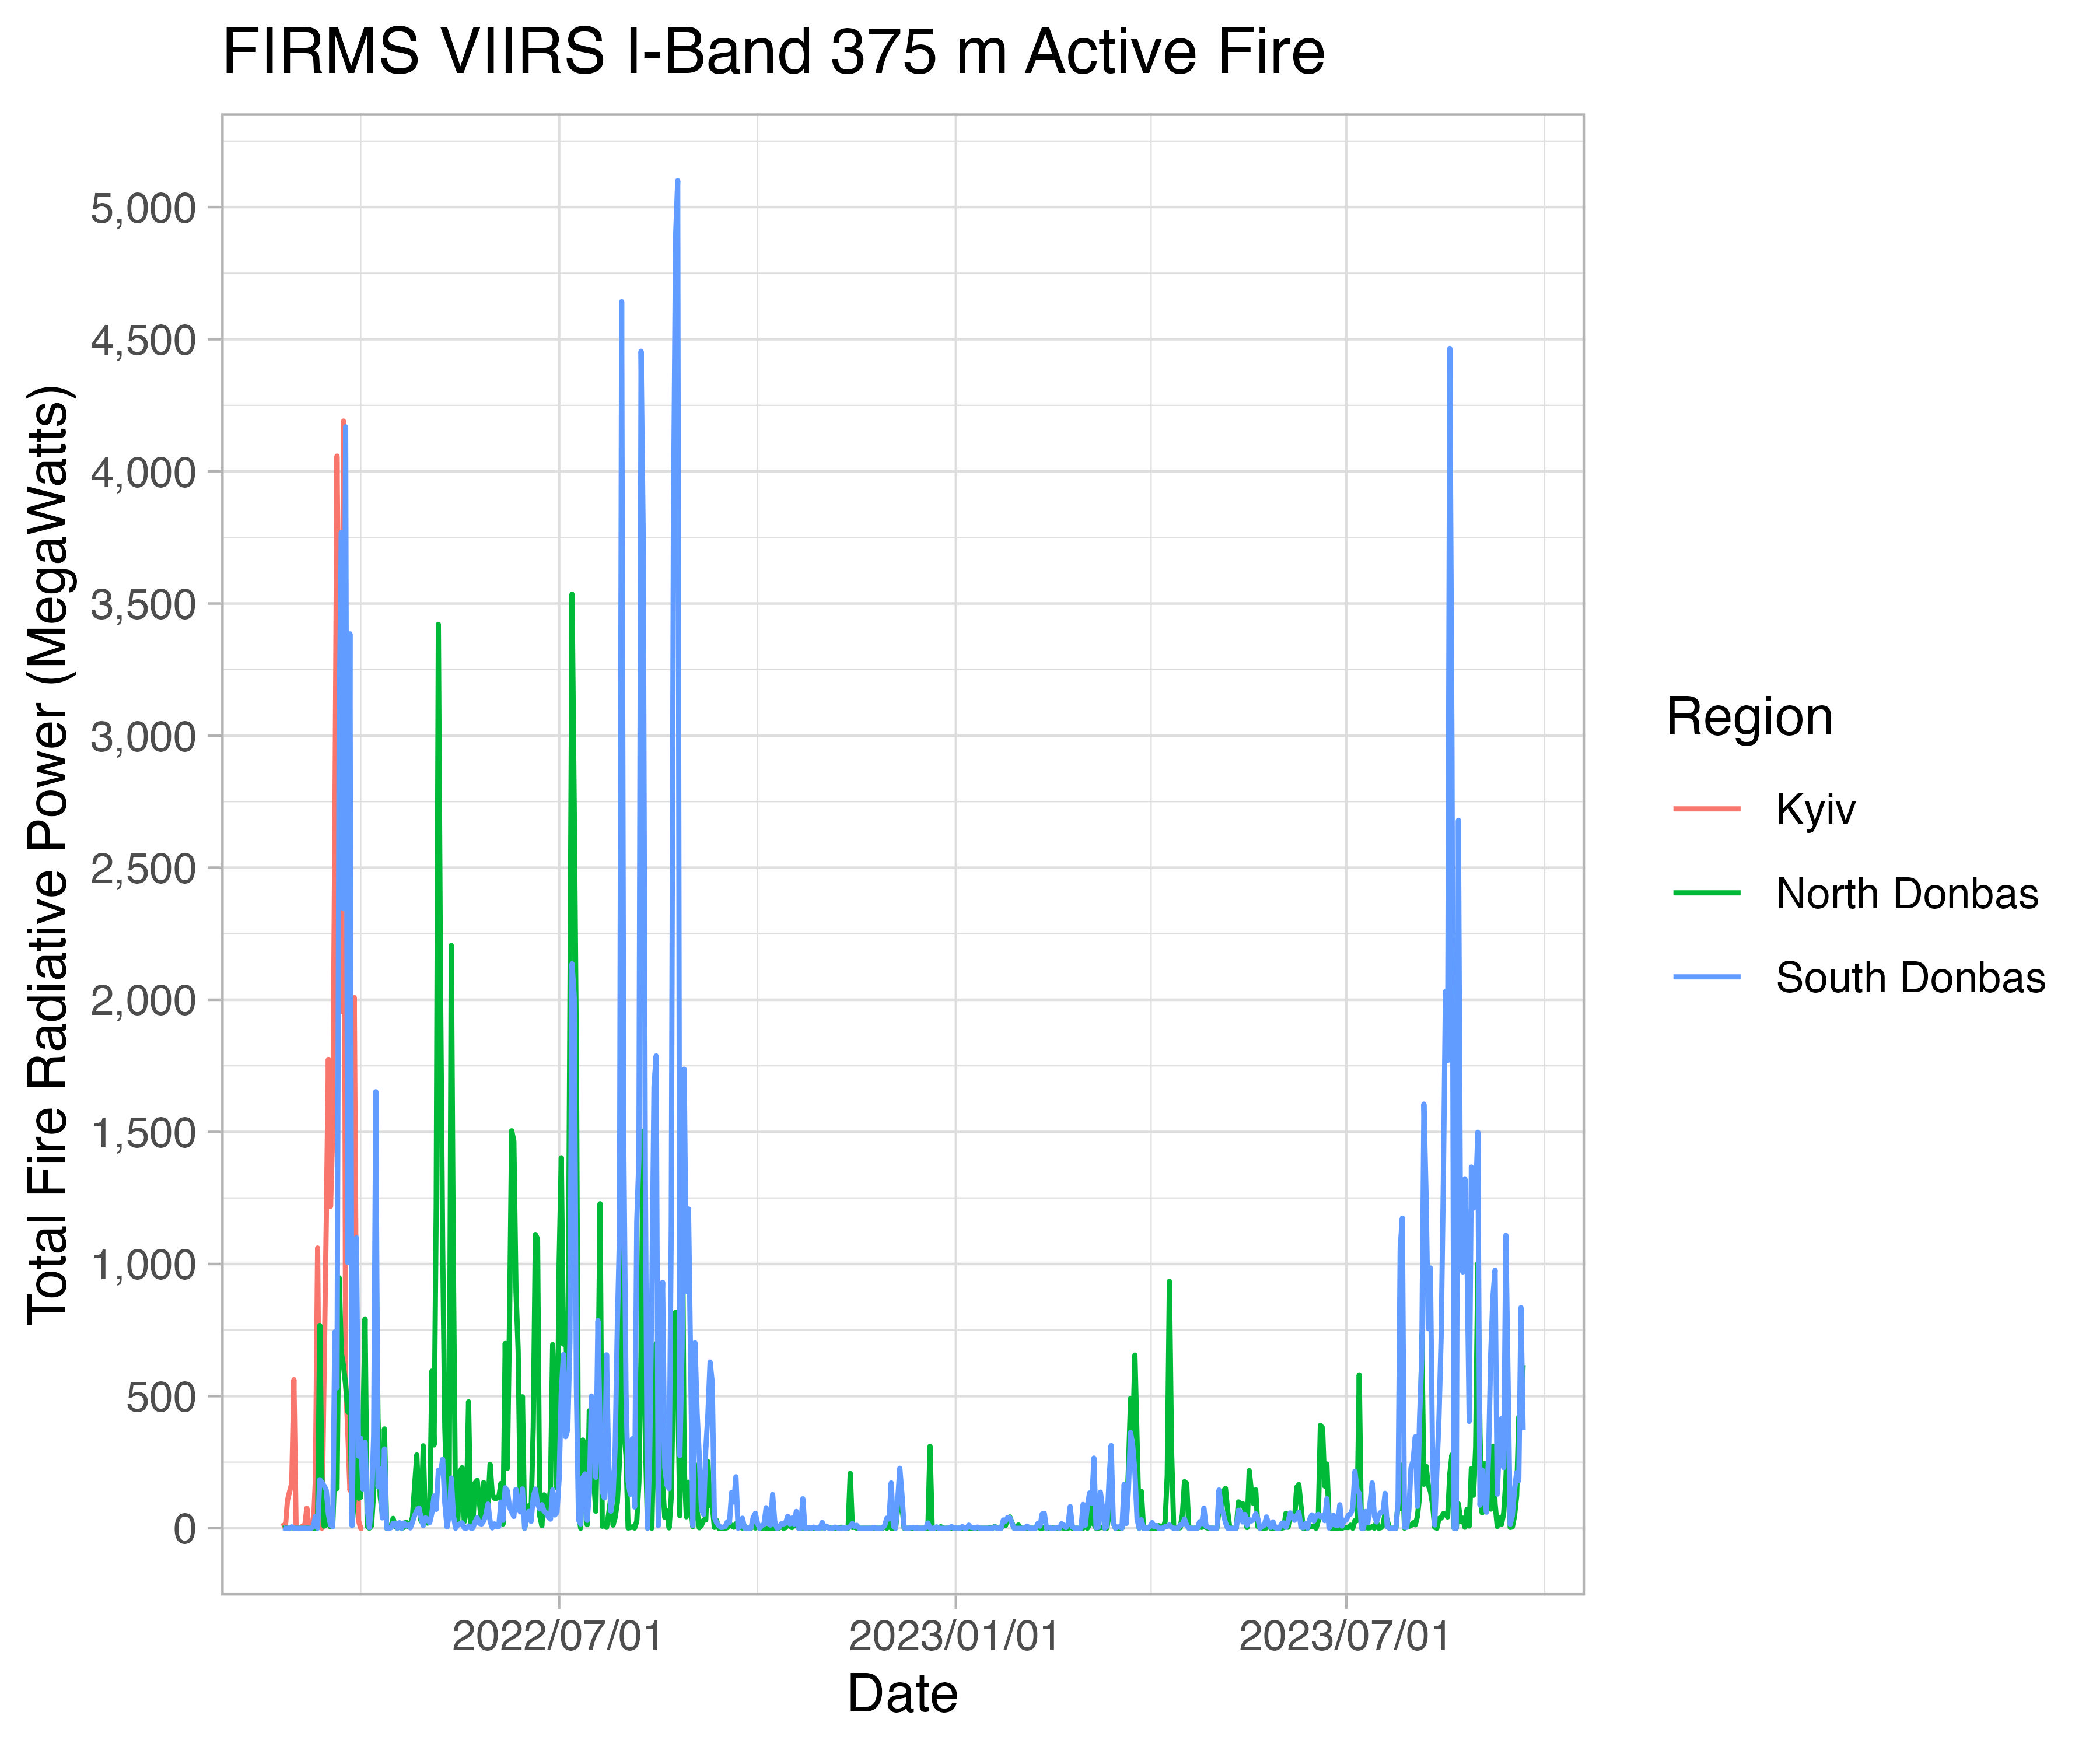 FIRMS VIIRS I-Band 375 m Active Fire
Total Fire Radiative Power (MegaWatts)
5,000
4,500
4,000
3,500
3,000
2,500
2,000
1,500
1,000
500
0
2022/07/01
2023/01/01
2023/07/01
Date
Region
Kyiv
North Donbas
South Donbas